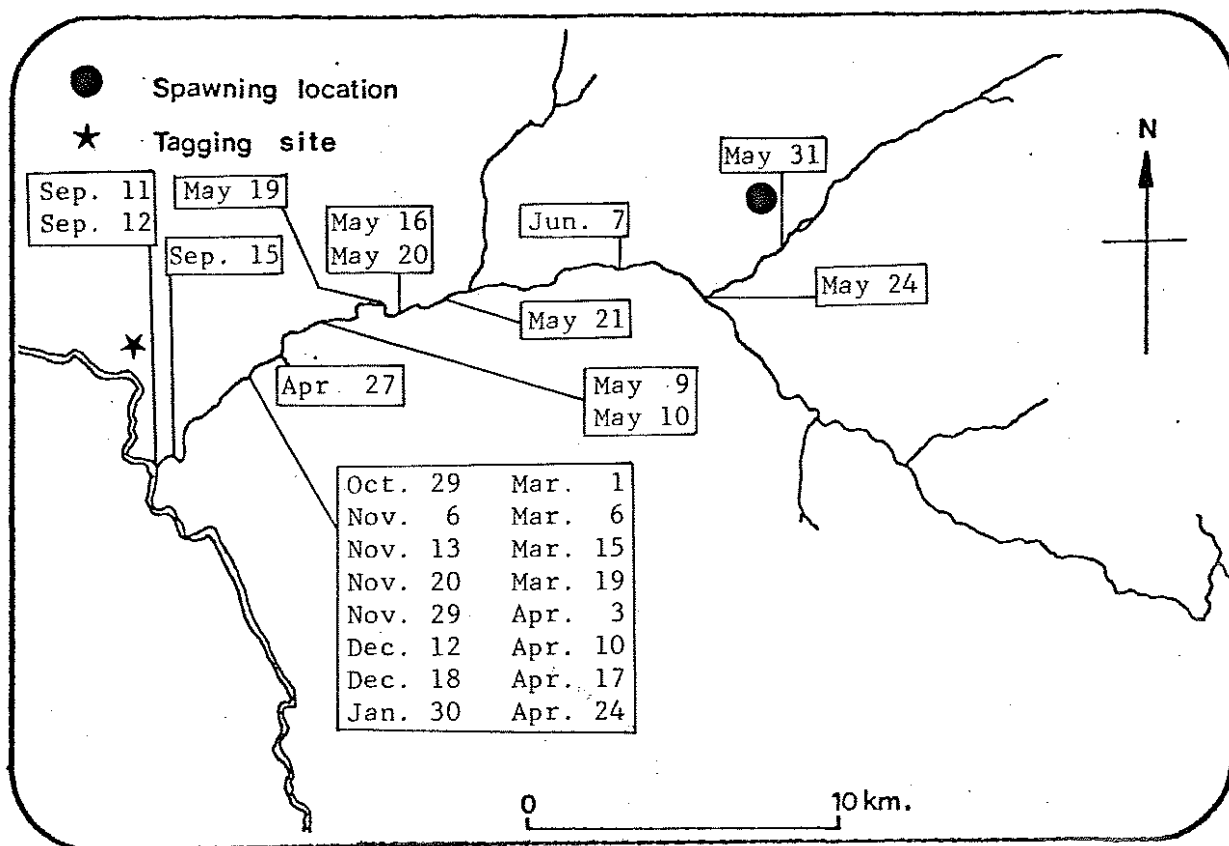 Spawning location
Tagging site
N
Sep. 11
Sep. 12
May 19
May 16
May 20
Sep. 15
Jun. 7
May 31
May 24
May 21
Apr. 27
May 9
May 10
Oct. 29 Mar. 1
Nov. 6 Mar. 6
Nov. 13 Mar. 15
Nov. 20 Mar. 19
Nov. 29 Apr. 3
Dec. 12 Apr. 10
Dec. 18 Apr. 17
Jan. 30 Apr. 24
0 10 km.